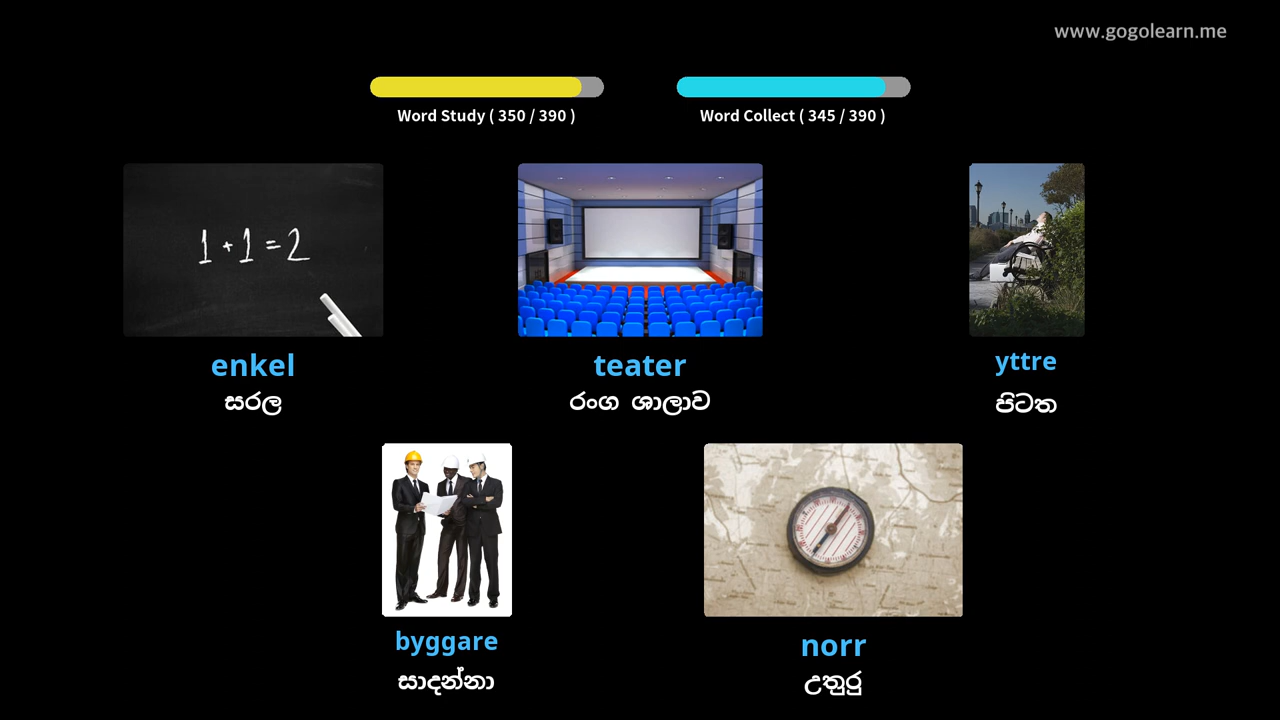 www.gogolearn.me
Word Study ( 350 / 390 )
Word Collect ( 345 / 390 )
1 + 1 = 2
enkel
සරල
teater
රංග ශාලාව
yttre
පිටත
byggare
සාදන්නා
norr
උතුරු